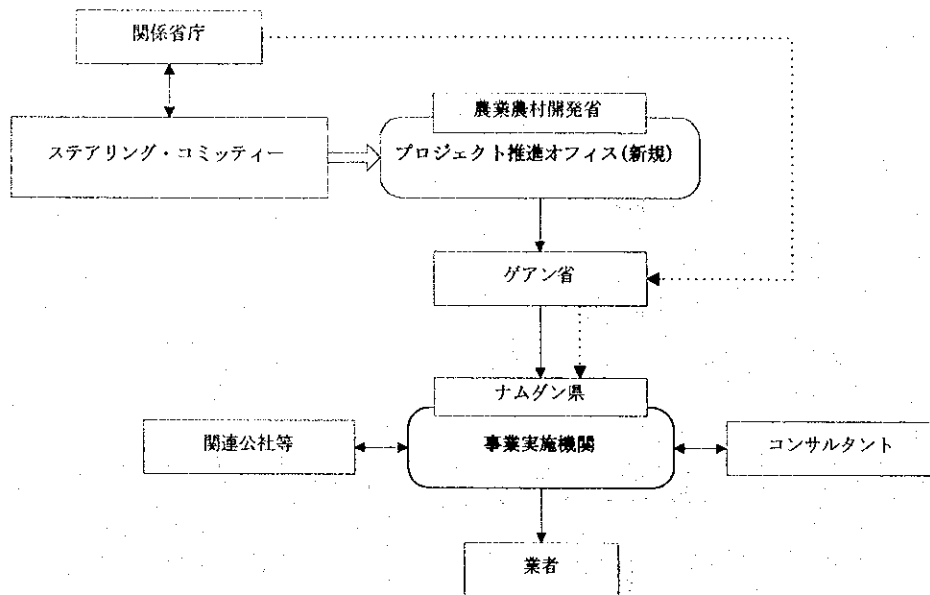 関係省庁
農業農村開発省
ステアリング・コミッティー
プロジェクト推進オフィス(新規)
ゲアン省
ナムダン県
関連公社等
事業実施機関
コンサルタント
業者